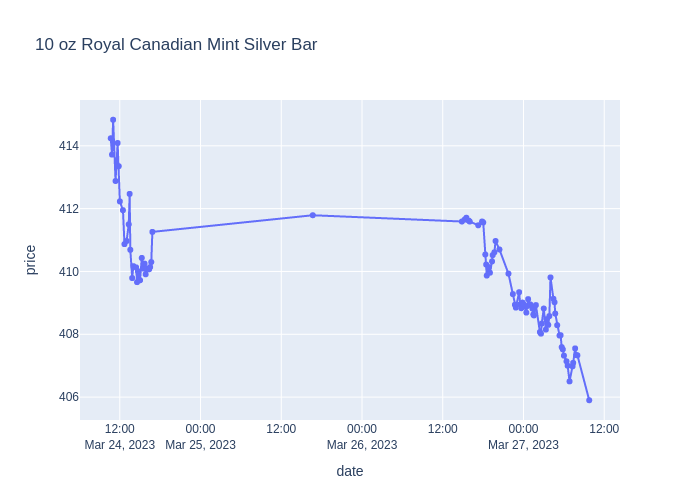 10 oz Royal Canadian Mint Silver Bar
price
414
412
410
408
406
12:00 00:00 12:00 00:00 12:00 00:00 12:00
Mar 24, 2023 Mar 25, 2023 Mar 26, 2023 Mar 27, 2023
date